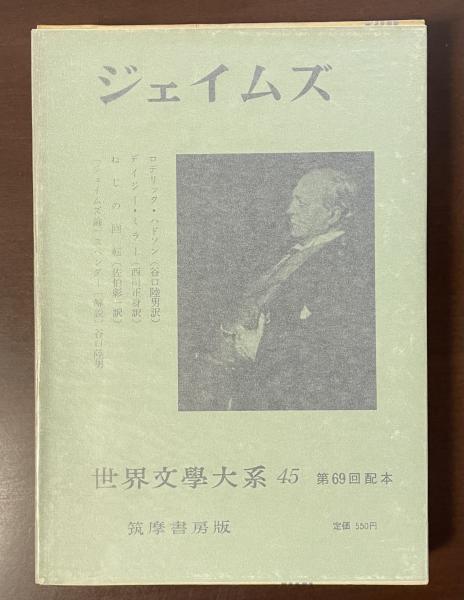 ジェイムズ
ロデリック・ハドソン（谷口陸男訳）
デイジー・ミラー（西川正身訳）
ねじの回転（佐伯彰一訳）
〔ジェイムズ論〕スペンダー〔解説〕谷口陸男
世界文學大系 45 第69回配本
筑摩書房版 定価 550円